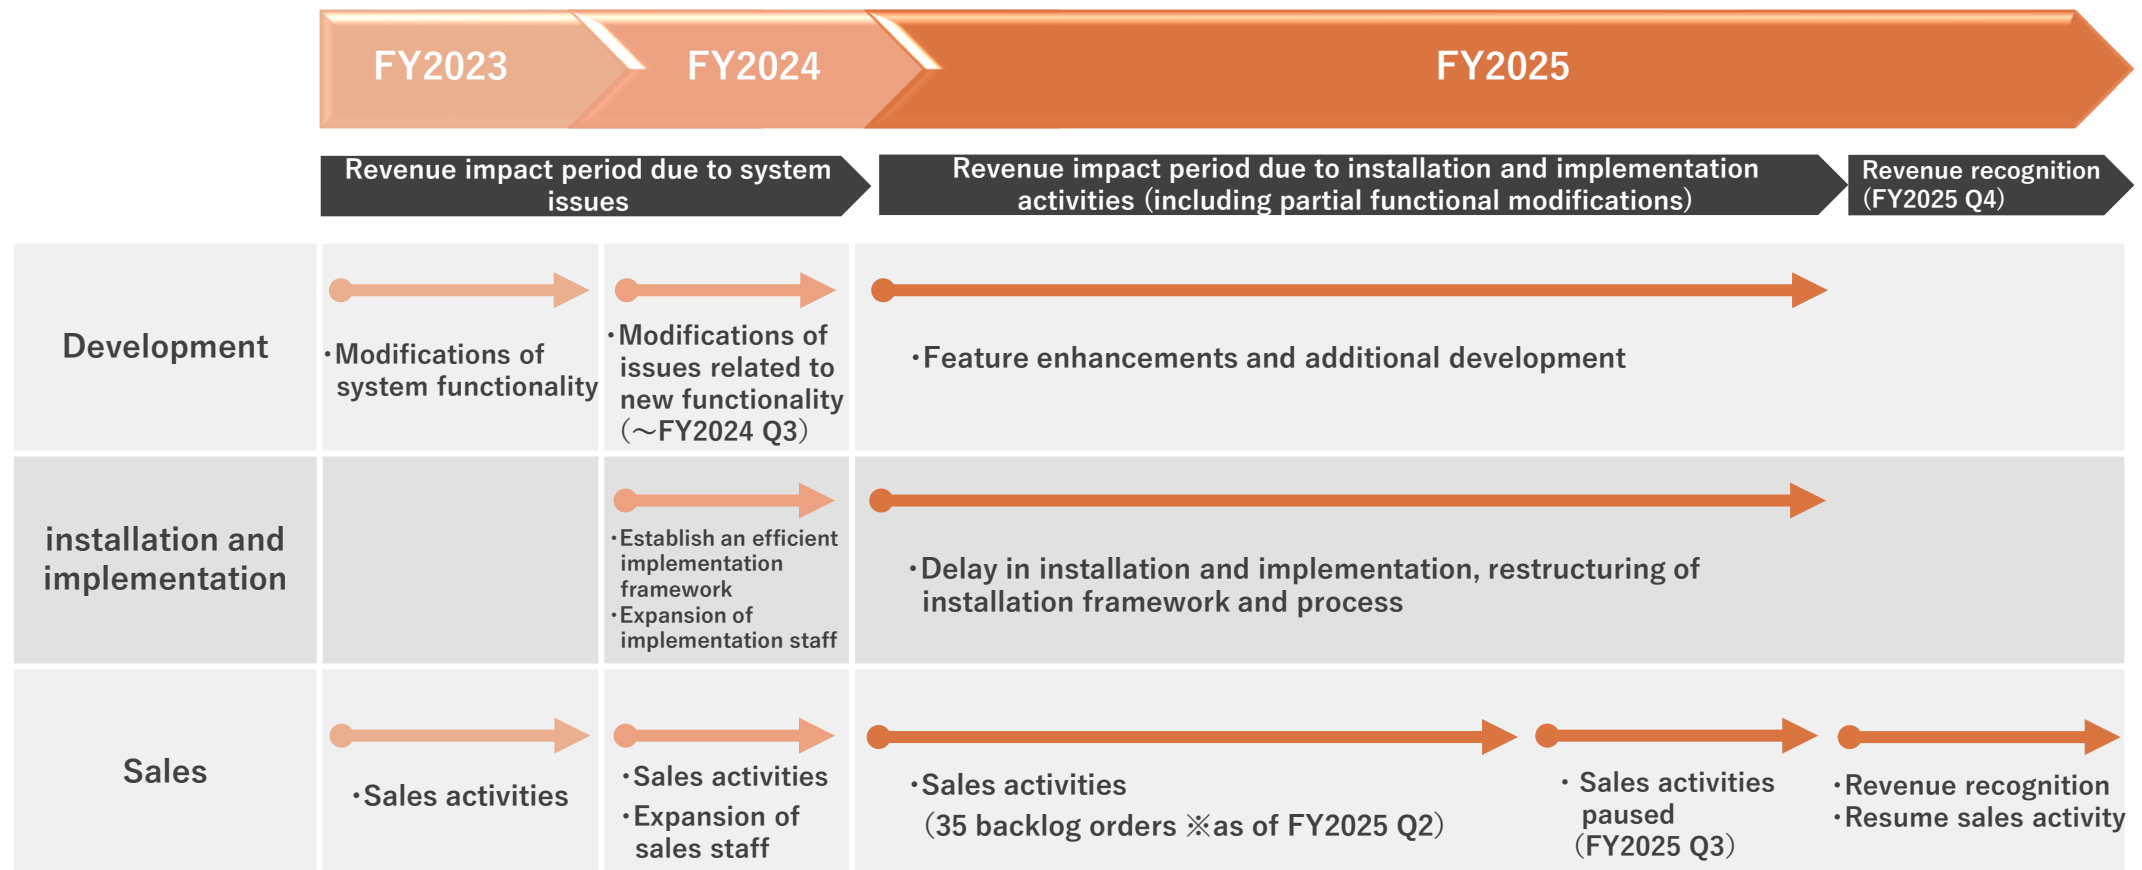 FY2023
FY2024
FY2025
Revenue impact period due to system
issues
Revenue impact period due to installation and implementation
activities (including partial functional modifications)
Revenue recognition
(FY2025 Q4)
Development
・Modifications of
system functionality
・Modifications of
issues related to
new functionality
(～FY2024 Q3)
・Feature enhancements and additional development
installation and
implementation
・Establish an efficient
implementation
framework
・Expansion of
implementation staff
・Delay in installation and implementation, restructuring of
installation framework and process
Sales
・Sales activities
・Sales activities
・Expansion of
sales staff
・Sales activities
(35 backlog orders ※as of FY2025 Q2)
・ Sales activities
paused
(FY2025 Q3)
・Revenue recognition
・Resume sales activity